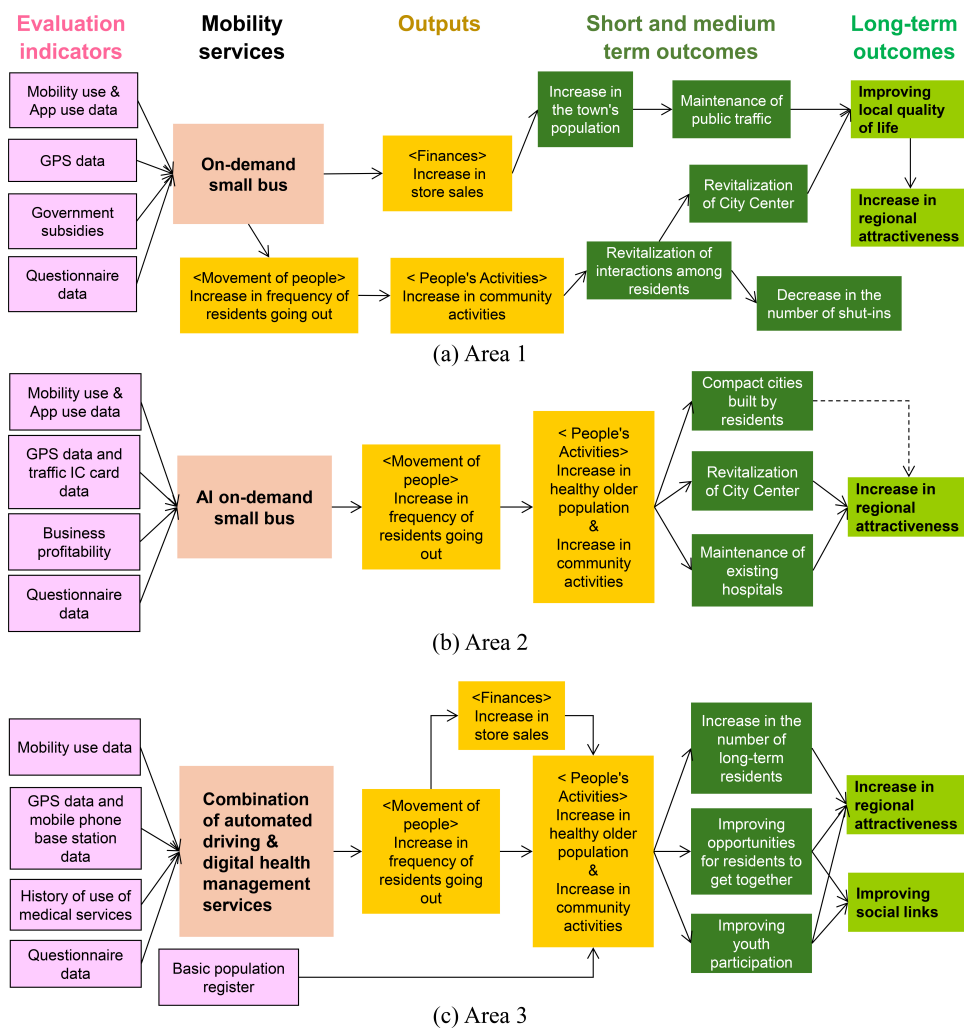 Evaluation
indicators
Mobility
services
Outputs
Short and medium
term outcomes
Long-term
outcomes
Mobility use &
App use data
GPS data
Government
subsidies
Questionnaire
data
On-demand
small bus
<Movement of people>
Increase in frequency of
residents going out
<Finances>
Increase in
store sales
< People's Activities>
Increase in community
activities
Increase in
the town's
population
Maintenance of
public traffic
Revitalization
of City Center
Revitalization of
interactions among
residents
Decrease in the
number of shut-ins
Improving
local quality
of life
Increase in
regional
attractiveness
(a) Area 1
Mobility use &
App use data
GPS data and
traffic IC card
data
Business
profitability
Questionnaire
data
AI on-demand
small bus
<Movement of
people>
Increase in
frequency of
residents going
out
< People's
Activities>
Increase in
healthy older
population
&
Increase in
community
activities
Compact cities
built by
residents
Revitalization
of City Center
Maintenance of
existing
hospitals
Increase in
regional
attractiveness
(b) Area 2
Mobility use data
GPS data and
mobile phone
base station
data
History of use of
medical services
Questionnaire
data
Combination
of automated
driving &
digital health
management
services
Basic population
register
<Movement of
people>
Increase in
frequency of
residents going
out
<Finances>
Increase in
store sales
< People's
Activities>
Increase in
healthy older
population
&
Increase in
community
activities
Increase in the
number of
long-term
residents
Improving
opportunities
for residents to
get together
Improving
youth
participation
Increase in
regional
attractiveness
Improving
social links
(c) Area 3